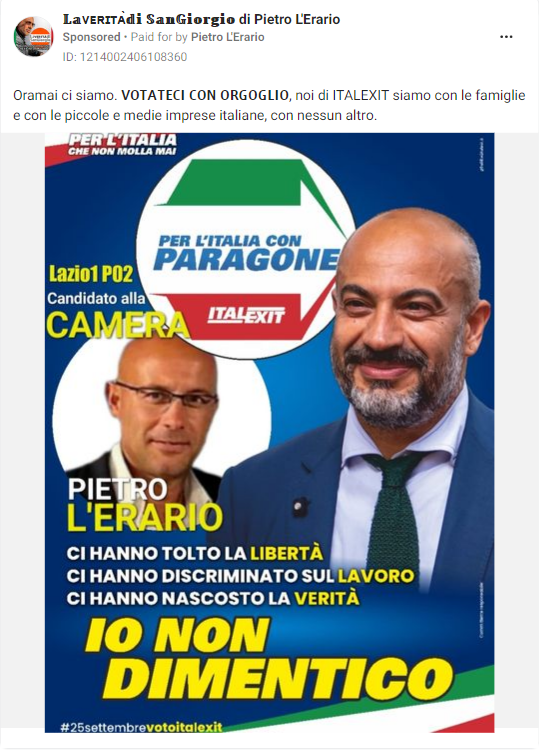 LaVERITÀdi SanGiorgio di Pietro L'Erario
Sponsored • Paid for by Pietro L'Erario
ID: 1214002406108360
Oramai ci siamo. VOTATECI CON ORGOGLIO, noi di ITALEXIT siamo con le famiglie
e con le piccole e medie imprese italiane, con nessun altro.
PER L'ITALIA
CHE NON MOLLA MAI
PER L'ITALIA CON
PARAGONE
ITALEXIT
Lazio1 P02
Candidato alla
CAMERA
PIETRO
L'ERARIO
CI HANNO TOLTO LA LIBERTÀ
CI HANNO DISCRIMINATO SUL LAVORO
CI HANNO NASCOSTO LA VERITÀ
IO NON
DIMENTICO
#25settembrevotoitalexit